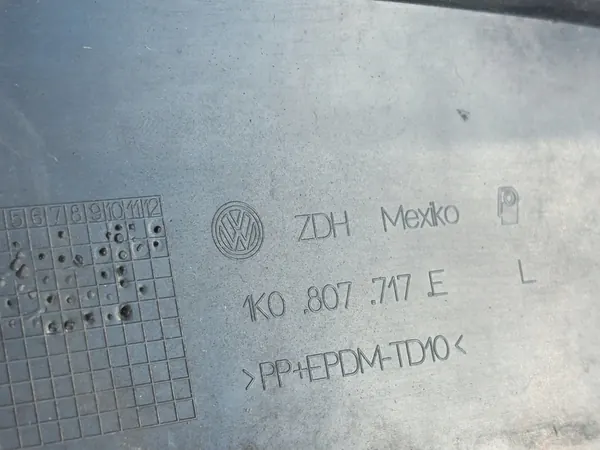 5 6 7 8 9 10 11 12
ZDH Mexiko P
1K0 .807 .717 .E L
>PP+EPDM-TD10<